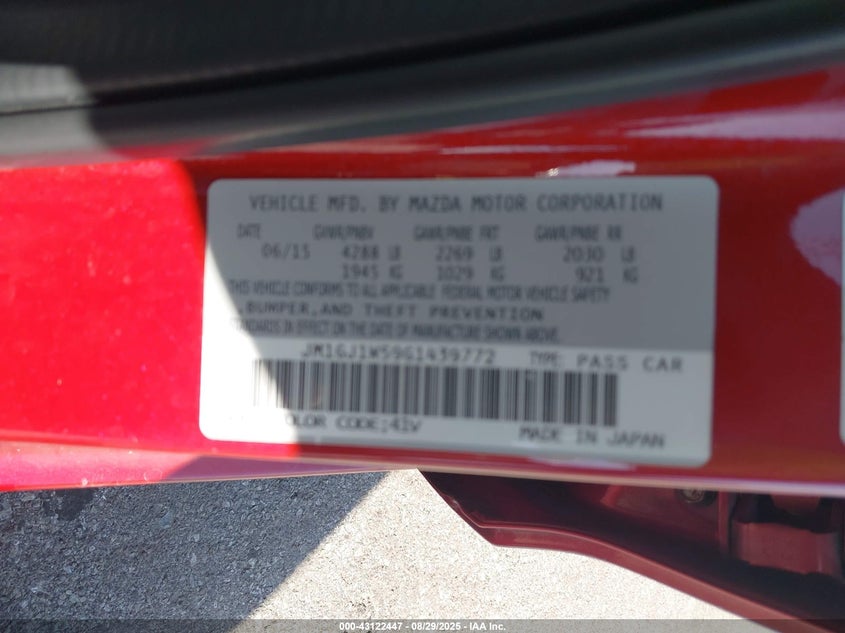 VEHICLE MFD. BY MAZDA MOTOR CORPORATION
DATE GVWR/PNBV GAWR/PNBE FRT GAWR/PNBE RR
06/15 4288 LB 2269 LB 2030 LB
1945 KG 1029 KG 921 KG
THIS VEHICLE CONFORMS TO ALL APPLICABLE FEDERAL MOTOR VEHICLE SAFETY
,BUMPER,AND THEFT PREVENTION
STANDARDS IN EFFECT ON THE DATE OF MANUFACTURE SHOWN ABOVE.
JM1GJ1W59G1439772 TYPE: PASS CAR
COLOR CODE;41V MADE IN JAPAN
000-43122447 - 08/29/2025 - IAA Inc.